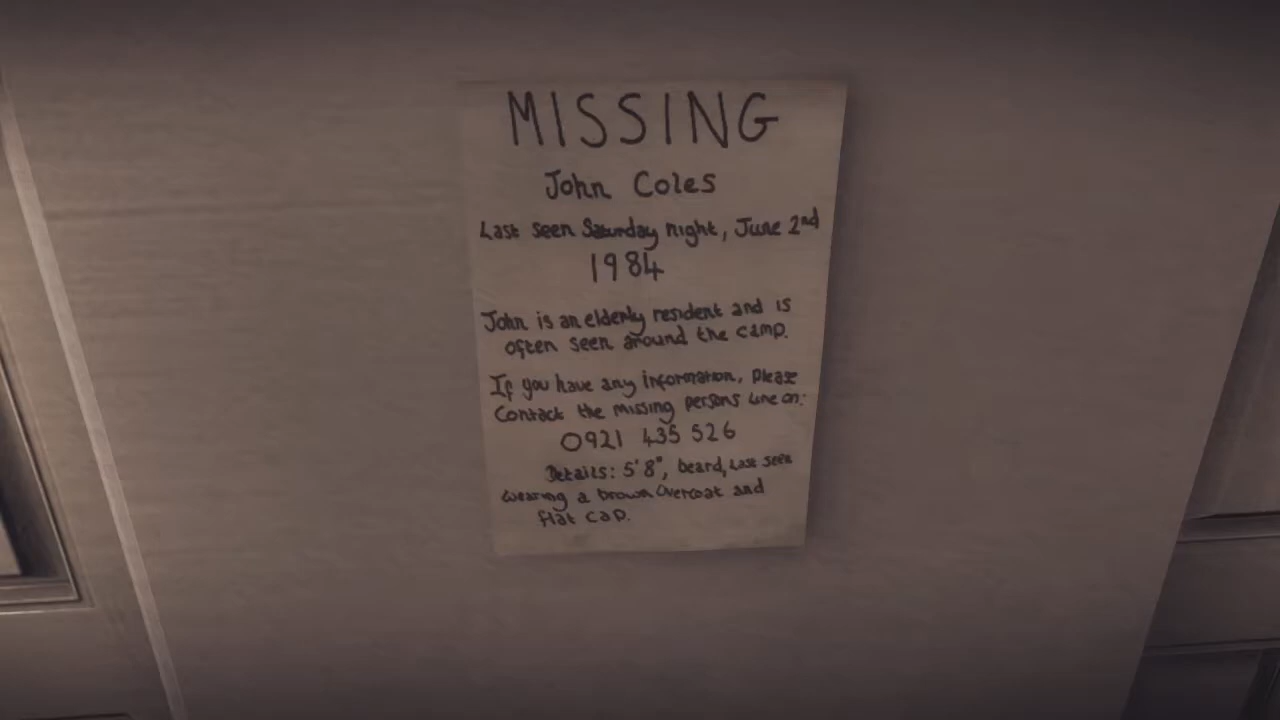 MISSING
John Coles
Last seen Saturday night, June 2nd
1984
John is an elderly resident and is
often seen around the camp.
If you have any information, please
contact the missing persons line on:
0921 435 526
Details: 5'8", beard, last seen
wearing a brown overcoat and
flat cap.